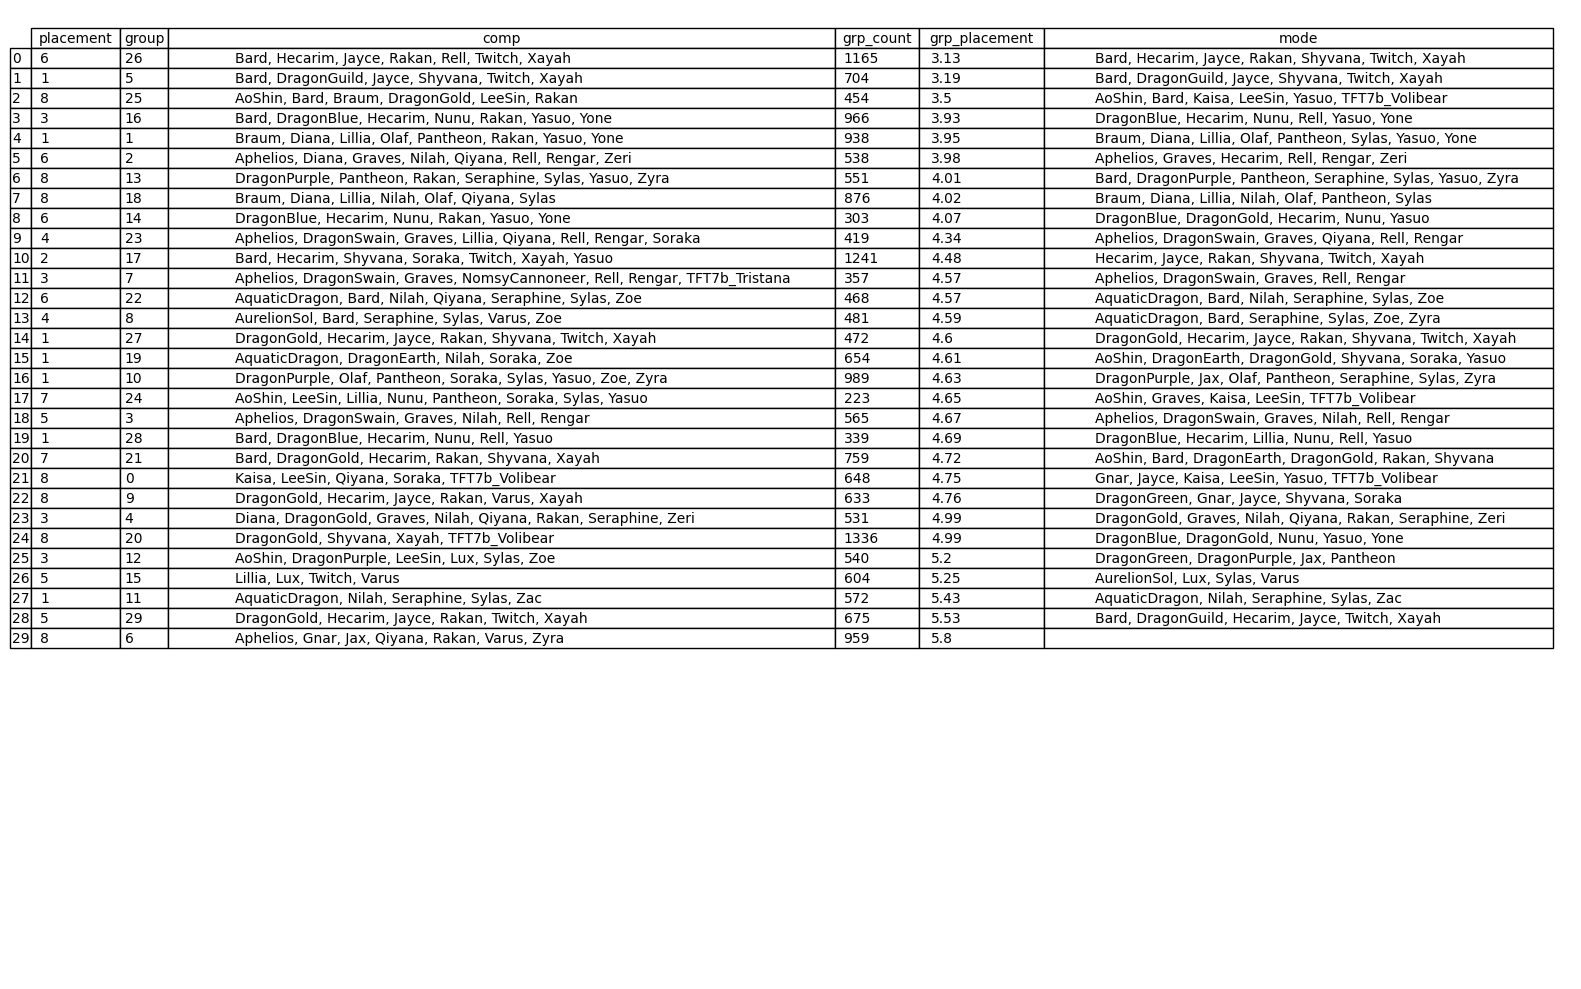 placement group comp grp_count grp_placement mode
0 6 26 Bard, Hecarim, Jayce, Rakan, Rell, Twitch, Xayah 1165 3.13 Bard, Hecarim, Jayce, Rakan, Shyvana, Twitch, Xayah
1 1 5 Bard, DragonGuild, Jayce, Shyvana, Twitch, Xayah 704 3.19 Bard, DragonGuild, Jayce, Shyvana, Twitch, Xayah
2 8 25 AoShin, Bard, Braum, DragonGold, LeeSin, Rakan 454 3.5 AoShin, Bard, Kaisa, LeeSin, Yasuo, TFT7b_Volibear
3 3 16 Bard, DragonBlue, Hecarim, Nunu, Rakan, Yasuo, Yone 966 3.93 DragonBlue, Hecarim, Nunu, Rell, Yasuo, Yone
4 1 1 Braum, Diana, Lillia, Olaf, Pantheon, Rakan, Yasuo, Yone 938 3.95 Braum, Diana, Lillia, Olaf, Pantheon, Sylas, Yasuo, Yone
5 6 2 Aphelios, Diana, Graves, Nilah, Qiyana, Rell, Rengar, Zeri 538 3.98 Aphelios, Graves, Hecarim, Rell, Rengar, Zeri
6 8 13 DragonPurple, Pantheon, Rakan, Seraphine, Sylas, Yasuo, Zyra 551 4.01 Bard, DragonPurple, Pantheon, Seraphine, Sylas, Yasuo, Zyra
7 8 18 Braum, Diana, Lillia, Nilah, Olaf, Qiyana, Sylas 876 4.02 Braum, Diana, Lillia, Nilah, Olaf, Pantheon, Sylas
8 6 14 DragonBlue, Hecarim, Nunu, Rakan, Yasuo, Yone 303 4.07 DragonBlue, DragonGold, Hecarim, Nunu, Yasuo
9 4 23 Aphelios, DragonSwain, Graves, Lillia, Qiyana, Rell, Rengar, Soraka 419 4.34 Aphelios, DragonSwain, Graves, Qiyana, Rell, Rengar
10 2 17 Bard, Hecarim, Shyvana, Soraka, Twitch, Xayah, Yasuo 1241 4.48 Hecarim, Jayce, Rakan, Shyvana, Twitch, Xayah
11 3 7 Aphelios, DragonSwain, Graves, NomsyCannoneer, Rell, Rengar, TFT7b_Tristana 357 4.57 Aphelios, DragonSwain, Graves, Rell, Rengar
12 6 22 AquaticDragon, Bard, Nilah, Qiyana, Seraphine, Sylas, Zoe 468 4.57 AquaticDragon, Bard, Nilah, Seraphine, Sylas, Zoe
13 4 8 AurelionSol, Bard, Seraphine, Sylas, Varus, Zoe 481 4.59 AquaticDragon, Bard, Seraphine, Sylas, Zoe, Zyra
14 1 27 DragonGold, Hecarim, Jayce, Rakan, Shyvana, Twitch, Xayah 472 4.6 DragonGold, Hecarim, Jayce, Rakan, Shyvana, Twitch, Xayah
15 1 19 AquaticDragon, DragonEarth, Nilah, Soraka, Zoe 654 4.61 AoShin, DragonEarth, DragonGold, Shyvana, Soraka, Yasuo
16 1 10 DragonPurple, Olaf, Pantheon, Soraka, Sylas, Yasuo, Zoe, Zyra 989 4.63 DragonPurple, Jax, Olaf, Pantheon, Seraphine, Sylas, Zyra
17 7 24 AoShin, LeeSin, Lillia, Nunu, Pantheon, Soraka, Sylas, Yasuo 223 4.65 AoShin, Graves, Kaisa, LeeSin, TFT7b_Volibear
18 5 3 Aphelios, DragonSwain, Graves, Nilah, Rell, Rengar 565 4.67 Aphelios, DragonSwain, Graves, Nilah, Rell, Rengar
19 1 28 Bard, DragonBlue, Hecarim, Nunu, Rell, Yasuo 339 4.69 DragonBlue, Hecarim, Lillia, Nunu, Rell, Yasuo
20 7 21 Bard, DragonGold, Hecarim, Rakan, Shyvana, Xayah 759 4.72 AoShin, Bard, DragonEarth, DragonGold, Rakan, Shyvana
21 8 0 Kaisa, LeeSin, Qiyana, Soraka, TFT7b_Volibear 648 4.75 Gnar, Jayce, Kaisa, LeeSin, Yasuo, TFT7b_Volibear
22 8 9 DragonGold, Hecarim, Jayce, Rakan, Varus, Xayah 633 4.76 DragonGreen, Gnar, Jayce, Shyvana, Soraka
23 3 4 Diana, DragonGold, Graves, Nilah, Qiyana, Rakan, Seraphine, Zeri 531 4.99 DragonGold, Graves, Nilah, Qiyana, Rakan, Seraphine, Zeri
24 8 20 DragonGold, Shyvana, Xayah, TFT7b_Volibear 1336 4.99 DragonBlue, DragonGold, Nunu, Yasuo, Yone
25 3 12 AoShin, DragonPurple, LeeSin, Lux, Sylas, Zoe 540 5.2 DragonGreen, DragonPurple, Jax, Pantheon
26 5 15 Lillia, Lux, Twitch, Varus 604 5.25 AurelionSol, Lux, Sylas, Varus
27 1 11 AquaticDragon, Nilah, Seraphine, Sylas, Zac 572 5.43 AquaticDragon, Nilah, Seraphine, Sylas, Zac
28 5 29 DragonGold, Hecarim, Jayce, Rakan, Twitch, Xayah 675 5.53 Bard, DragonGuild, Hecarim, Jayce, Twitch, Xayah
29 8 6 Aphelios, Gnar, Jax, Qiyana, Rakan, Varus, Zyra 959 5.8